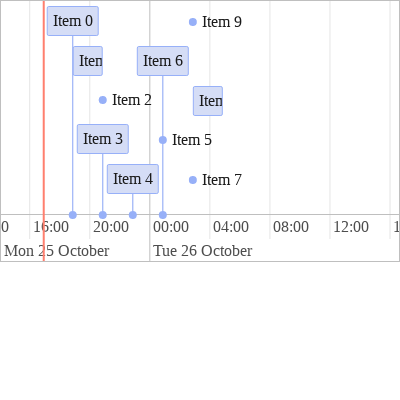 Item 0
Item 9
Item 6
Item 2
Item 5
Item 3
Item 4
Item 7
16:00 20:00 00:00 04:00 08:00 12:00
Mon 25 October Tue 26 October